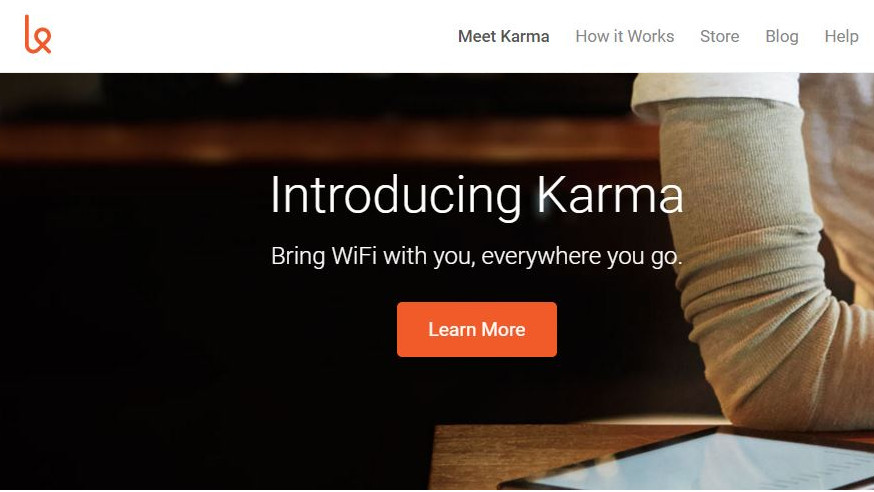 Meet Karma How it Works Store Blog Help
Introducing Karma
Bring WiFi with you, everywhere you go.
Learn More